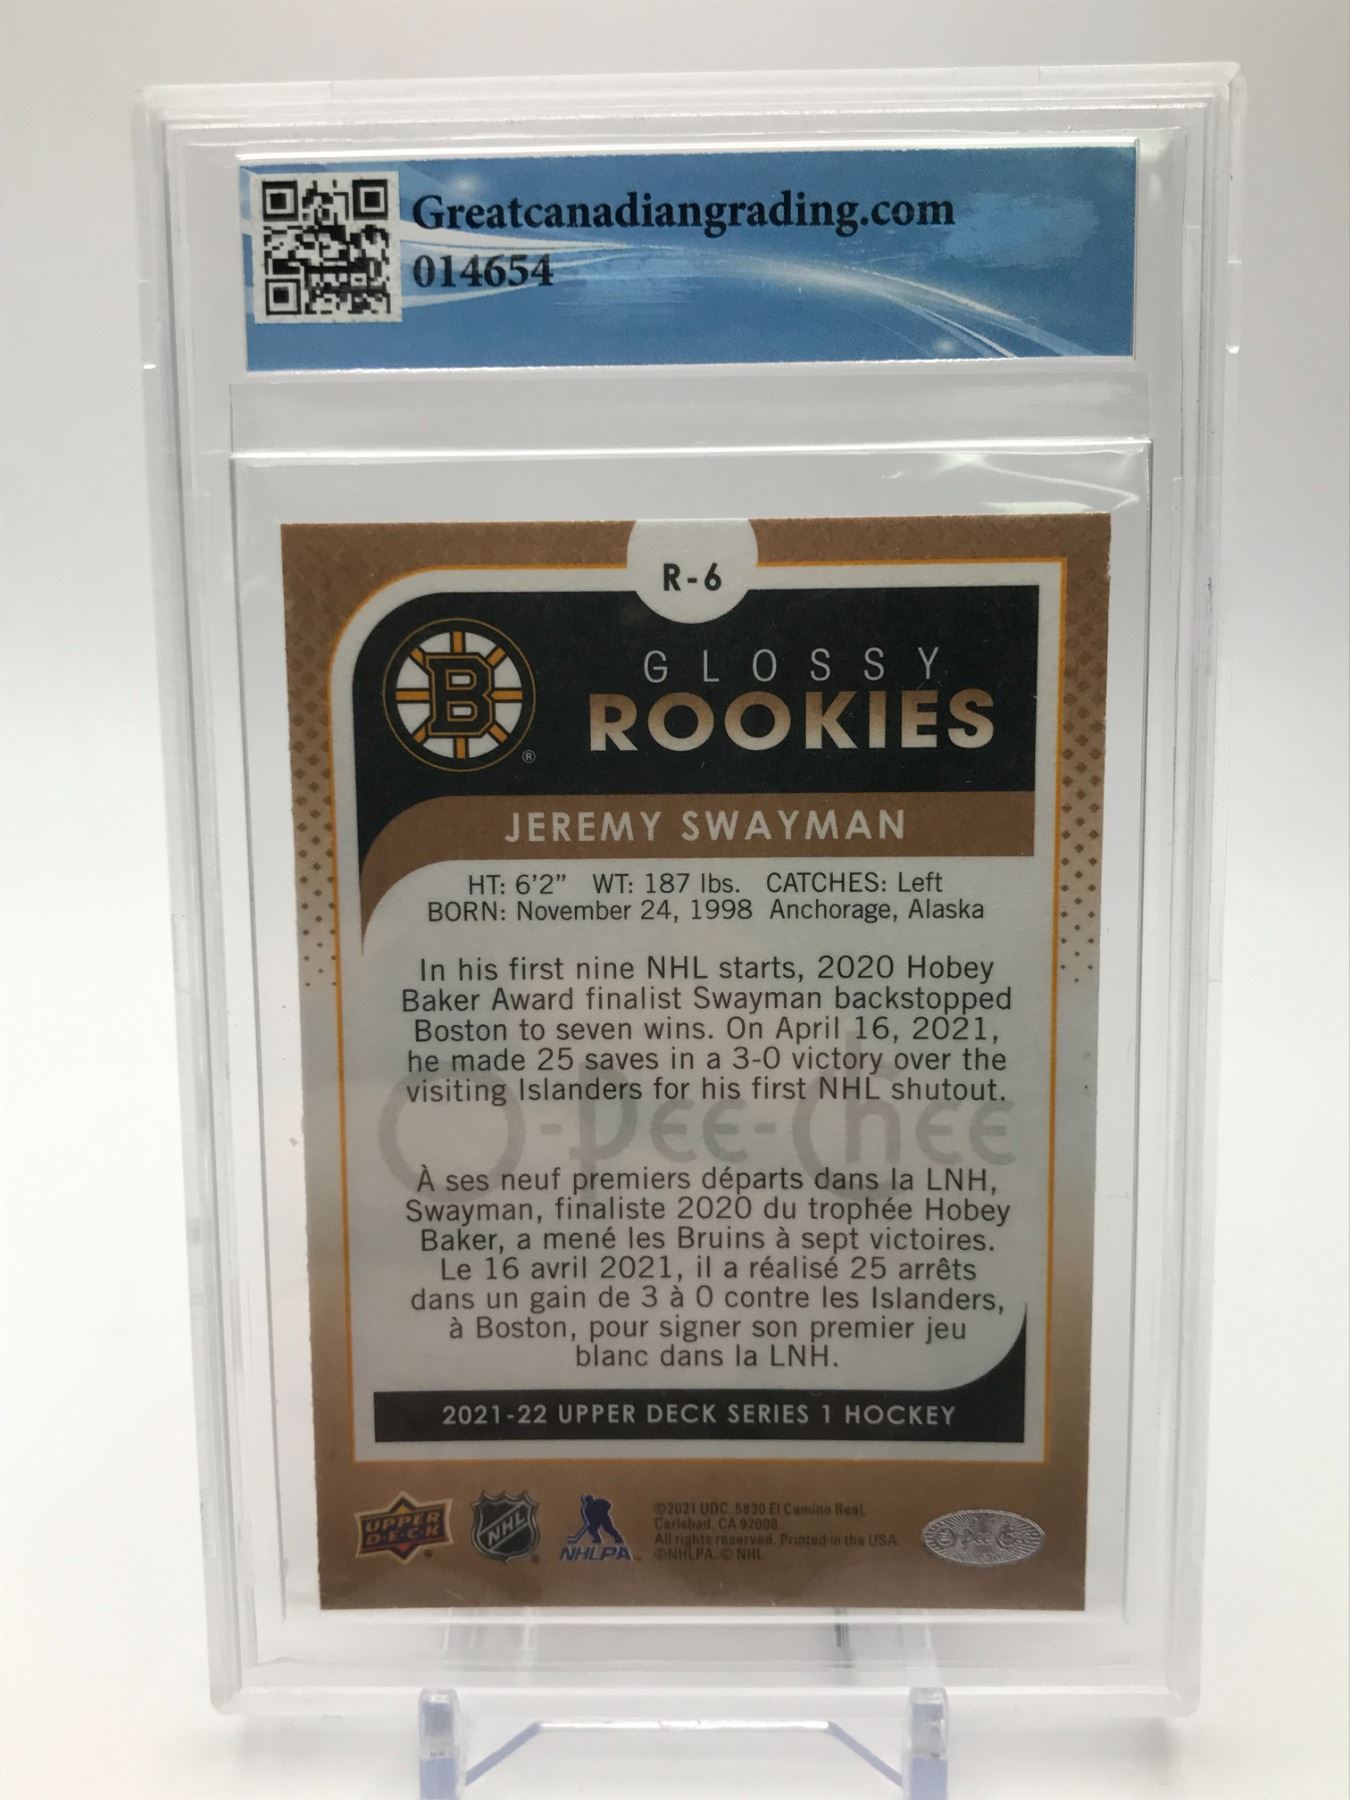 Greatcanadiangrading.com
014654
R-6
B
®
GLOSSY
ROOKIES
JEREMY SWAYMAN
HT: 6'2" WT: 187 lbs. CATCHES: Left
BORN: November 24, 1998 Anchorage, Alaska
In his first nine NHL starts, 2020 Hobey
Baker Award finalist Swayman backstopped
Boston to seven wins. On April 16, 2021,
he made 25 saves in a 3-0 victory over the
visiting Islanders for his first NHL shutout.
O-Pee-Chee
À ses neuf premiers départs dans la LNH,
Swayman, finaliste 2020 du trophée Hobey
Baker, a mené les Bruins à sept victoires.
Le 16 avril 2021, il a réalisé 25 arrêts
dans un gain de 3 à 0 contre les Islanders,
à Boston, pour signer son premier jeu
blanc dans la LNH.
2021-22 UPPER DECK SERIES 1 HOCKEY
UPPER
DECK
NHL
NHLPA
©2021 UDC. 5830 El Camino Real,
Carlsbad, CA 92008.
All rights reserved. Printed in the USA.
©NHLPA. © NHL
O-Pee-Chee